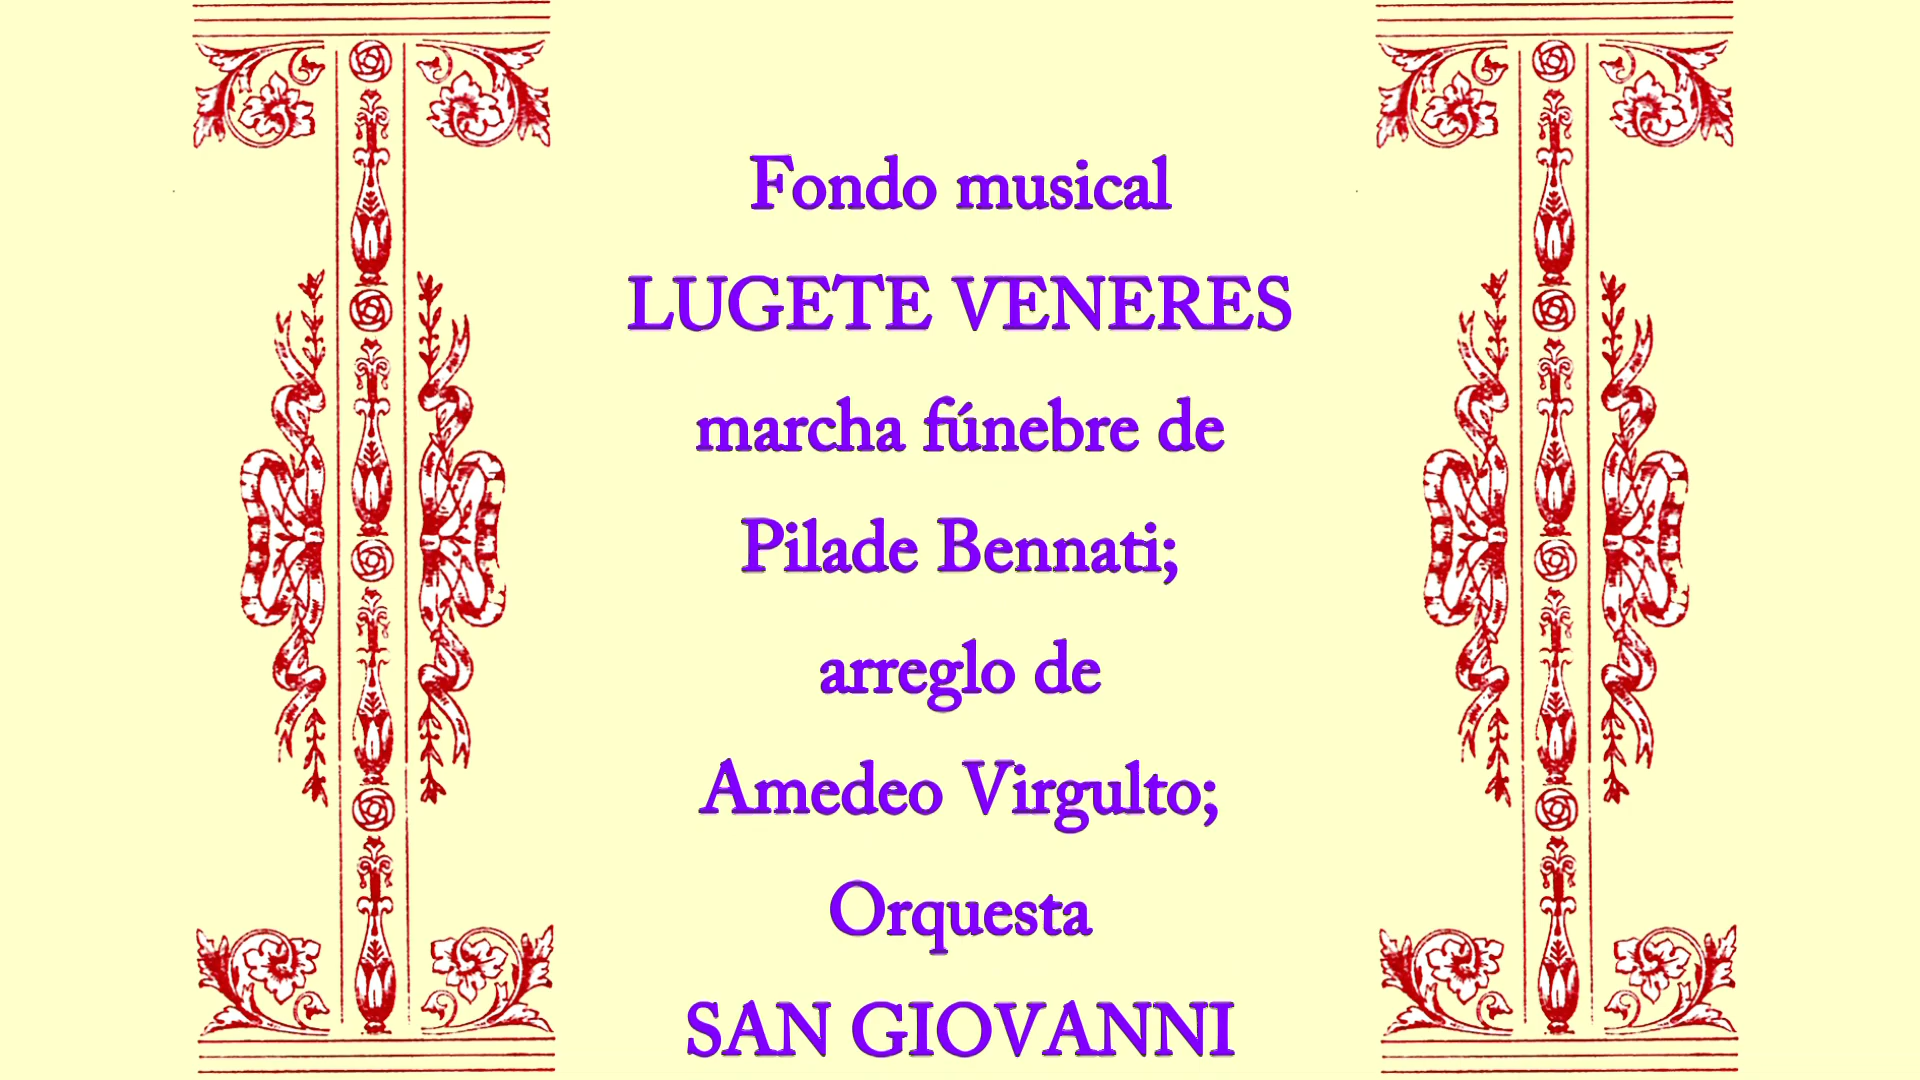 Fondo musical
LUGETE VENERES
marcha fúnebre de
Pilade Bennati;
arreglo de
Amedeo Virgulto;
Orquesta
SAN GIOVANNI